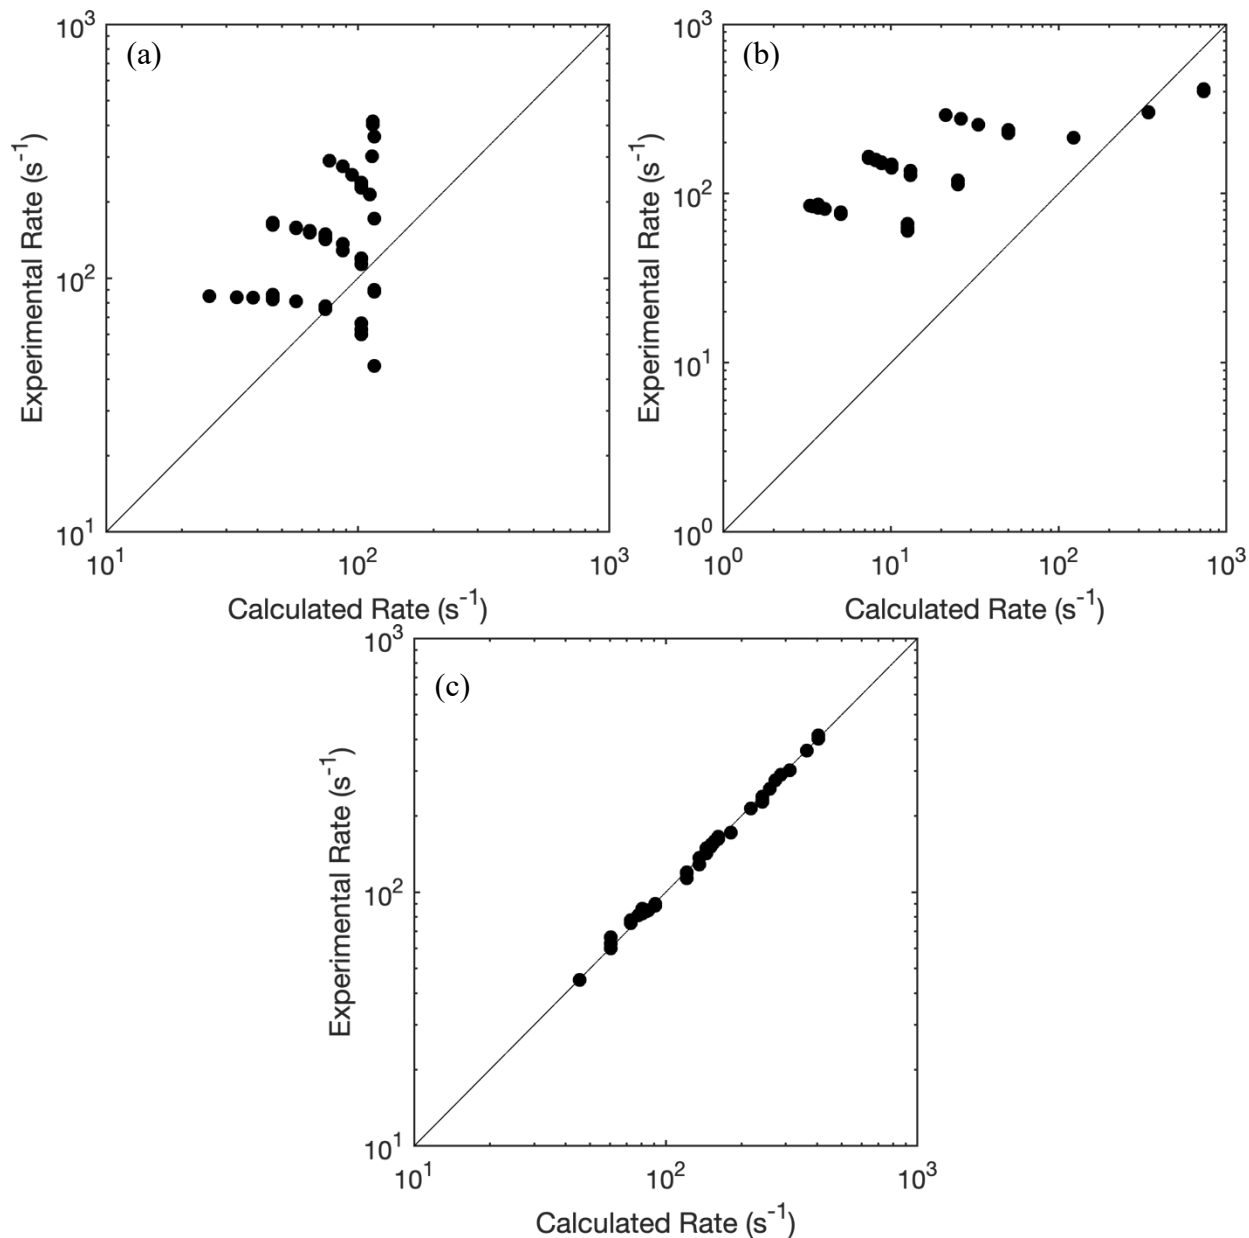 (a)
10³
10²
10¹
Experimental Rate (s⁻¹)
10¹ 10² 10³
Calculated Rate (s⁻¹)
(b)
10³
10²
10¹
10⁰
Experimental Rate (s⁻¹)
10⁰ 10¹ 10² 10³
Calculated Rate (s⁻¹)
(c)
10³
10²
10¹
Experimental Rate (s⁻¹)
10¹ 10² 10³
Calculated Rate (s⁻¹)